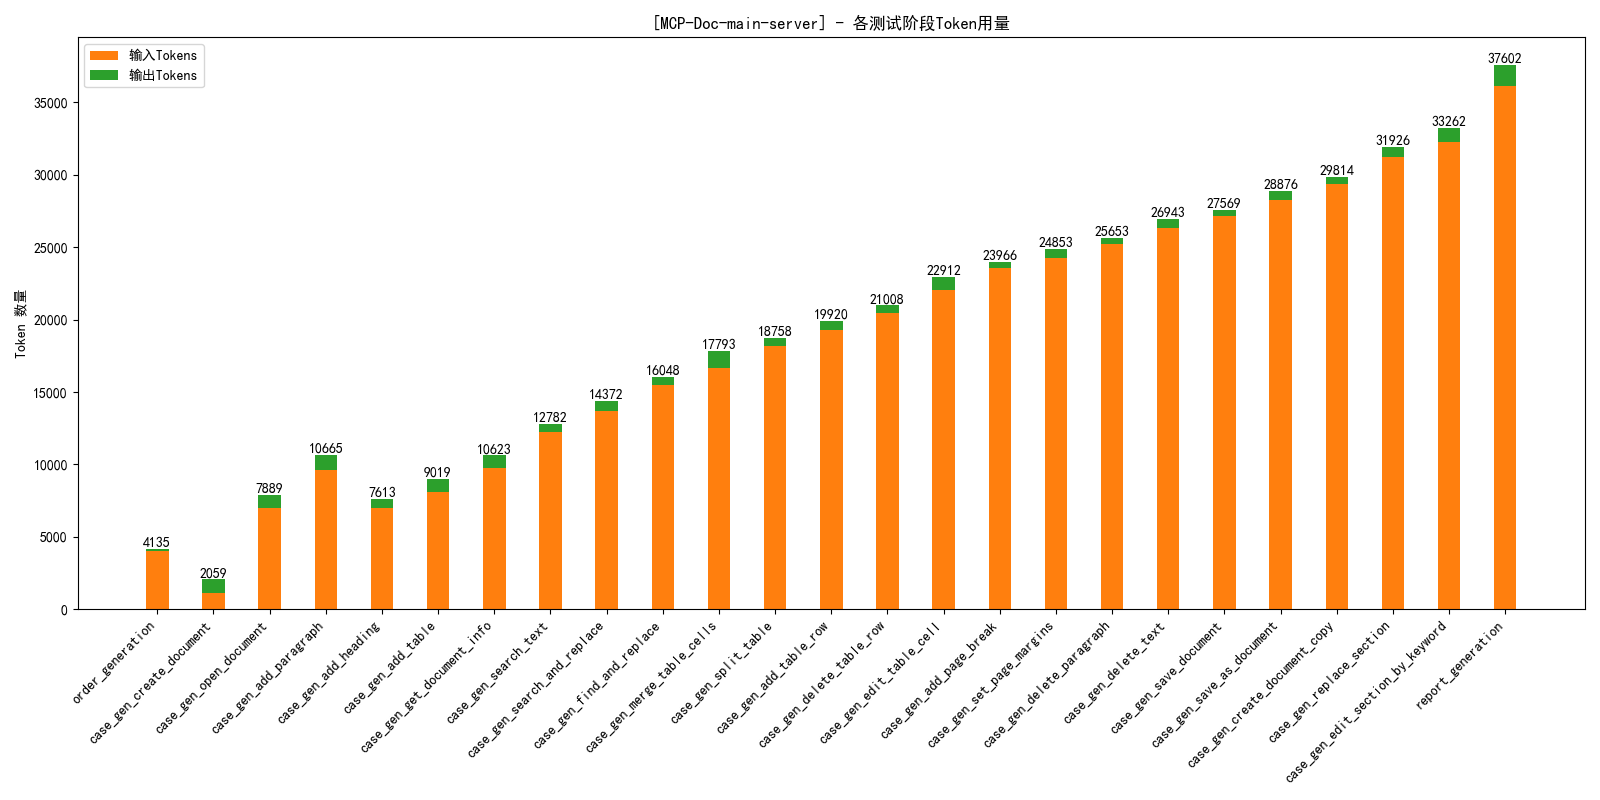 [MCP-Doc-main-server] - 各测试阶段Token用量
输入Tokens
输出Tokens
Token 数量
35000
30000
25000
20000
15000
10000
5000
0
4135
2059
7889
10665
7613
9019
10623
12782
14372
16048
17793
18758
19920
21008
22912
23966
24853
25653
26943
27569
28876
29814
31926
33262
37602
order_generation
case_gen_create_document
case_gen_open_document
case_gen_add_paragraph
case_gen_add_heading
case_gen_add_table
case_gen_get_document_info
case_gen_search_text
case_gen_search_and_replace
case_gen_find_and_replace
case_gen_merge_table_cells
case_gen_split_table
case_gen_add_table_row
case_gen_delete_table_row
case_gen_edit_table_cell
case_gen_add_page_break
case_gen_set_page_margins
case_gen_delete_paragraph
case_gen_delete_text
case_gen_save_document
case_gen_save_as_document
case_gen_create_document_copy
case_gen_replace_section
case_gen_edit_section_by_keyword
report_generation